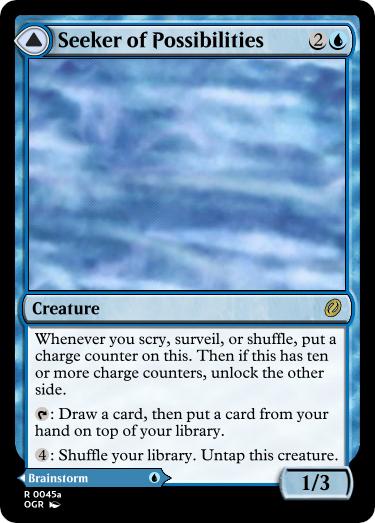 Seeker of Possibilities 2
Creature
Whenever you scry, surveil, or shuffle, put a
charge counter on this. Then if this has ten
or more charge counters, unlock the other
side.
: Draw a card, then put a card from your
hand on top of your library.
4: Shuffle your library. Untap this creature.
Brainstorm
1/3
R 0045a
OGR